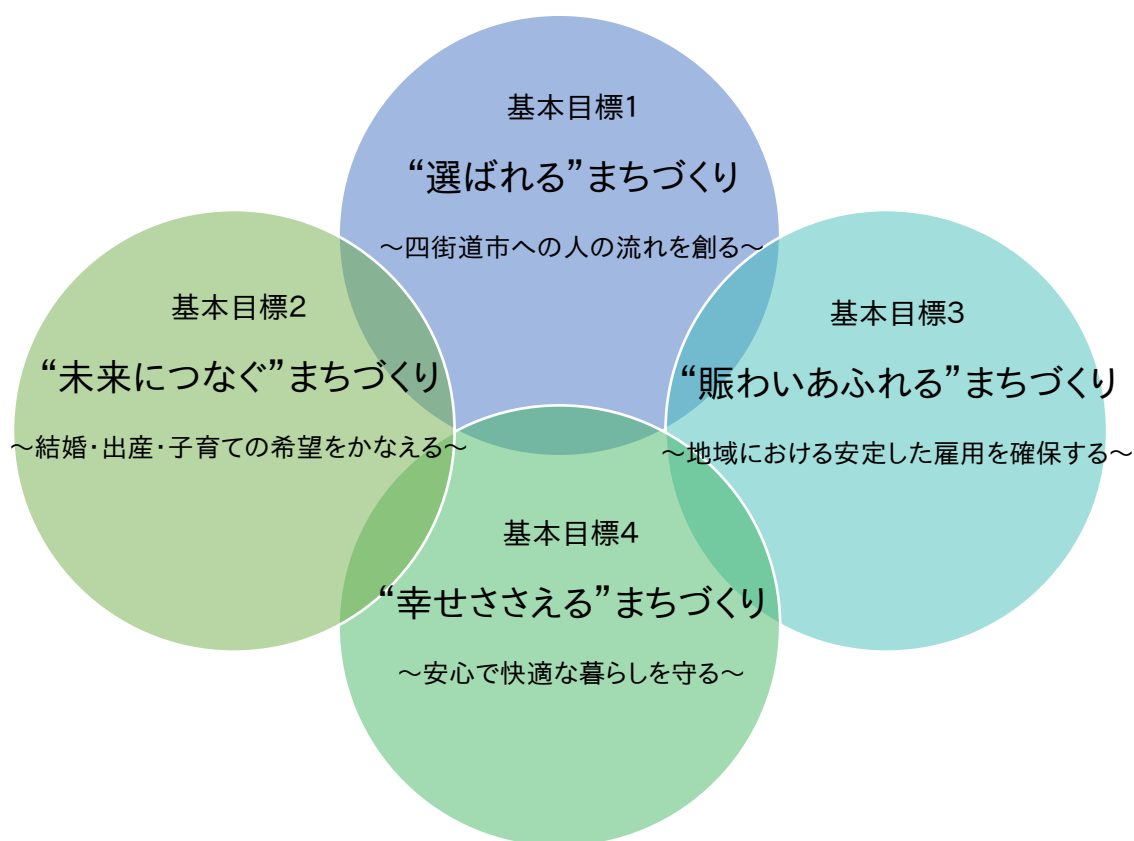 基本目標1
“選ばれる”まちづくり
～四街道市への人の流れを創る～
基本目標2
“未来につなぐ”まちづくり
～結婚・出産・子育ての希望をかなえる～
基本目標3
“賑わいあふれる”まちづくり
～地域における安定した雇用を確保する～
基本目標4
“幸せささえる”まちづくり
～安心で快適な暮らしを守る～